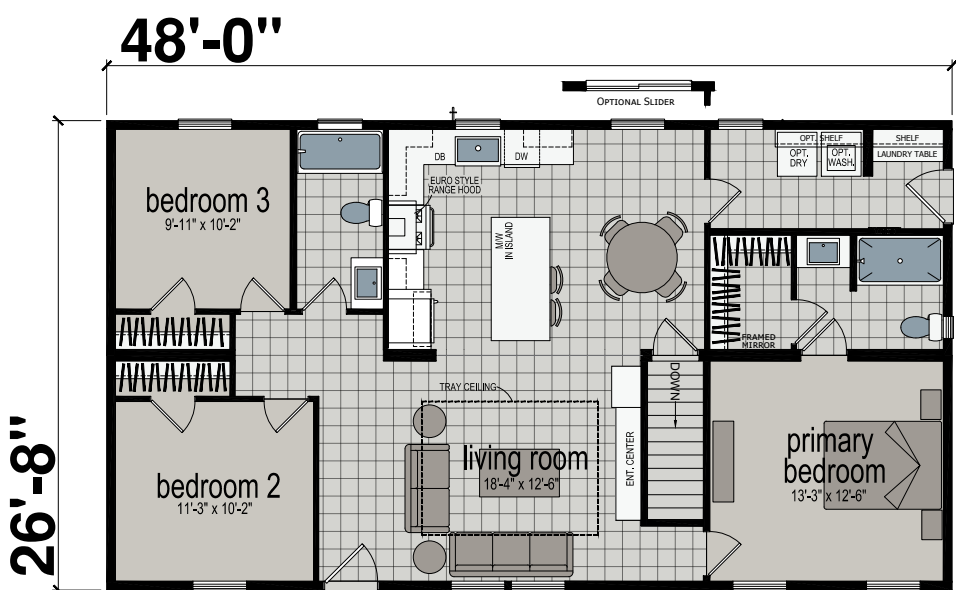 48'-0"
OPTIONAL SLIDER
26'-8"
bedroom 3
9'-11" x 10'-2"
DB
DW
EURO STYLE
RANGE HOOD
M/W
IN ISLAND
OPT. SHELF
OPT.
DRY
OPT.
WASH.
SHELF
LAUNDRY TABLE
FRAMED
MIRROR
DOWN
TRAY CEILING
living room
18'-4" x 12'-6"
ENT. CENTER
bedroom 2
11'-3" x 10'-2"
primary
bedroom
13'-3" x 12'-6"